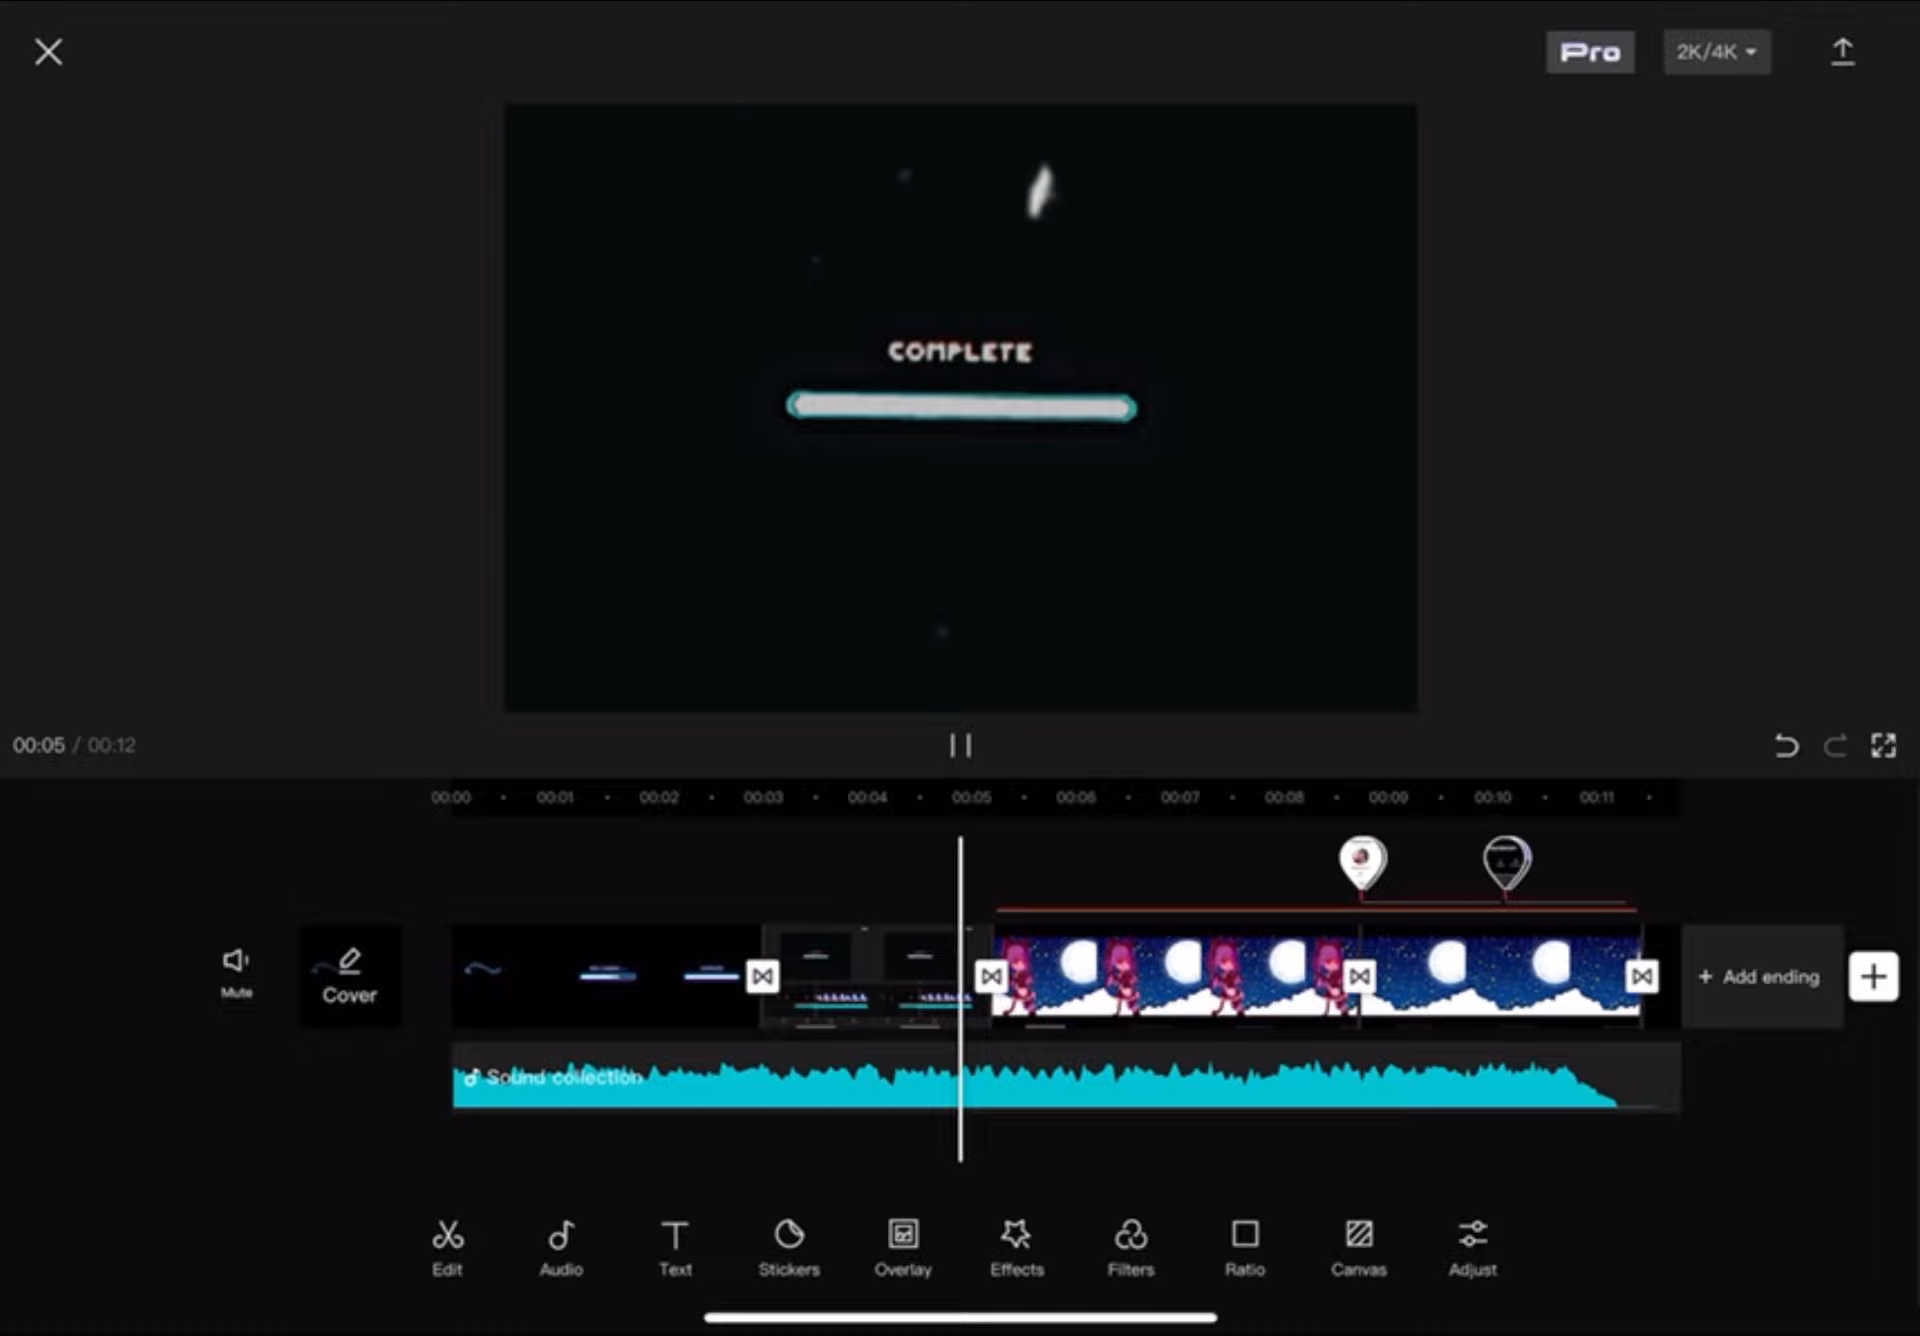 Pro
2K/4K
COMPLETE
00:05 / 00:12
00:00 00:01 00:02 00:03 00:04 00:05 00:06 00:07 00:08 00:09 00:10 00:11
Mute
Cover
+ Add ending
Sound collection
Edit Audio Text Stickers Overlay Effects Filters Ratio Canvas Adjust